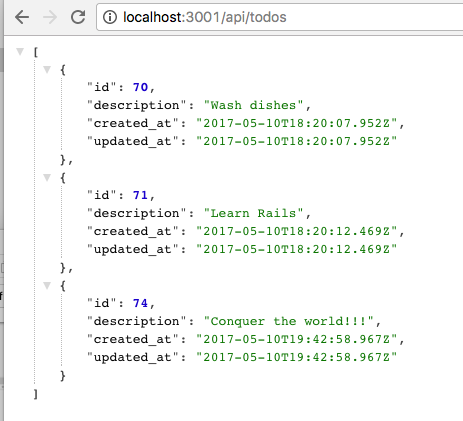 localhost:3001/api/todos
[
{
"id": 70,
"description": "Wash dishes",
"created_at": "2017-05-10T18:20:07.952Z",
"updated_at": "2017-05-10T18:20:07.952Z"
},
{
"id": 71,
"description": "Learn Rails",
"created_at": "2017-05-10T18:20:12.469Z",
"updated_at": "2017-05-10T18:20:12.469Z"
},
{
"id": 74,
"description": "Conquer the world!!!",
"created_at": "2017-05-10T19:42:58.967Z",
"updated_at": "2017-05-10T19:42:58.967Z"
}
]